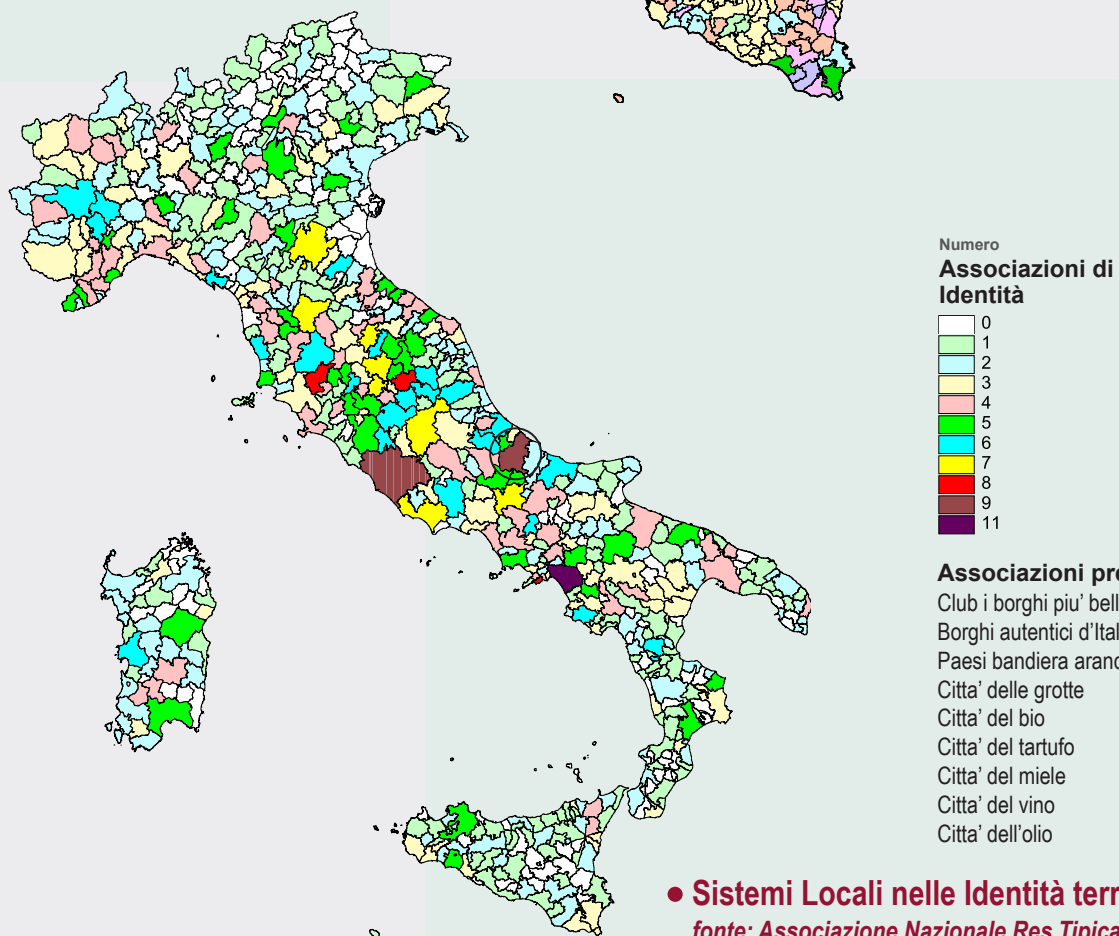 Numero
Associazioni di
Identità
0
1
2
3
4
5
6
7
8
9
11
Associazioni pro
Club i borghi piu' bell
Borghi autentici d'Ital
Paesi bandiera aranc
Citta' delle grotte
Citta' del bio
Citta' del tartufo
Citta' del miele
Citta' del vino
Citta' dell'olio
• Sistemi Locali nelle Identità terr
fonte: Associazione Nazionale Res Tipica